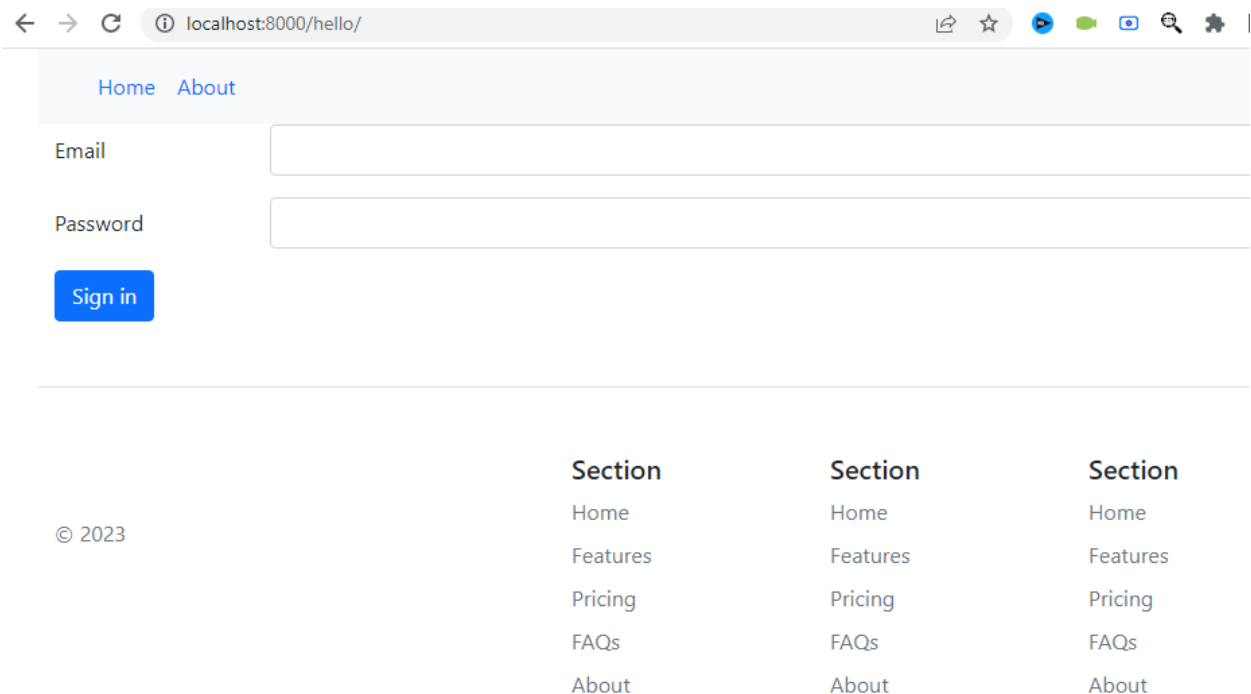 localhost:8000/hello/
Home About
Email
Password
Sign in
Section Section Section
Home Home Home
© 2023
Features Features Features
Pricing Pricing Pricing
FAQs FAQs FAQs
About About About